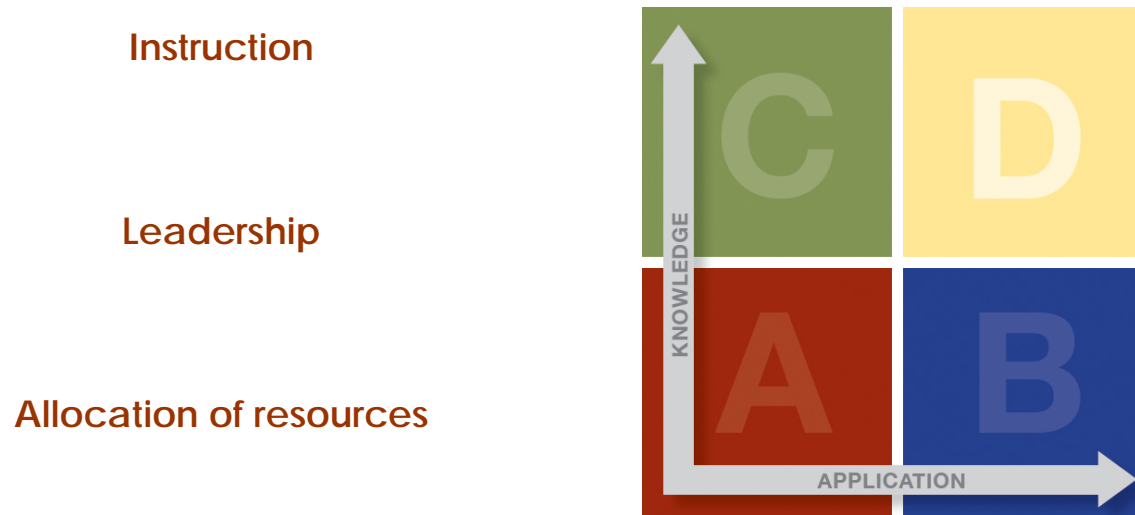 Instruction
Leadership
Allocation of resources
C
D
KNOWLEDGE
A
B
APPLICATION